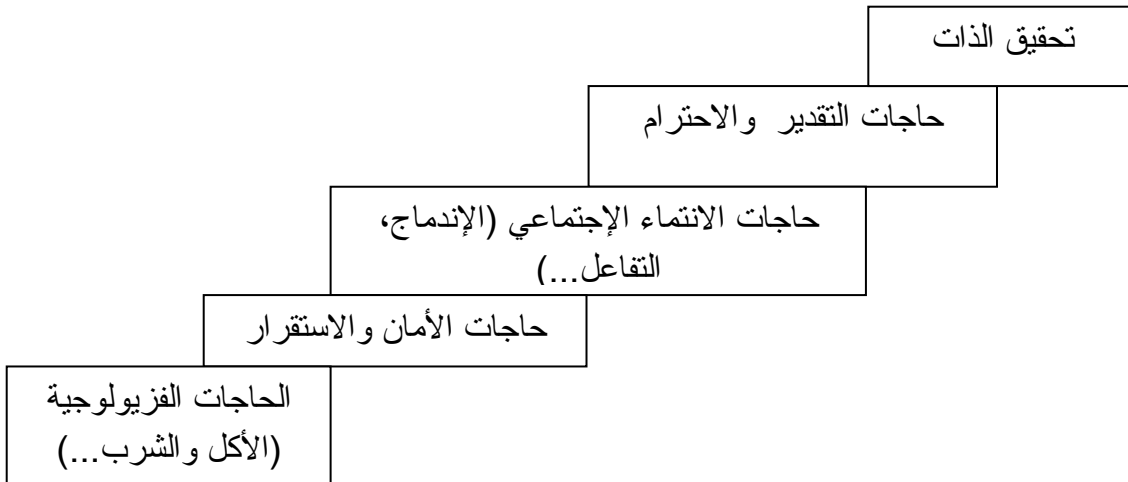 تحقيق الذات
حاجات التقدير والاحترام
حاجات الانتماء الإجتماعي (الإندماج،
التفاعل...)
حاجات الأمان والاستقرار
الحاجات الفزيولوجية
(الأكل والشرب...)